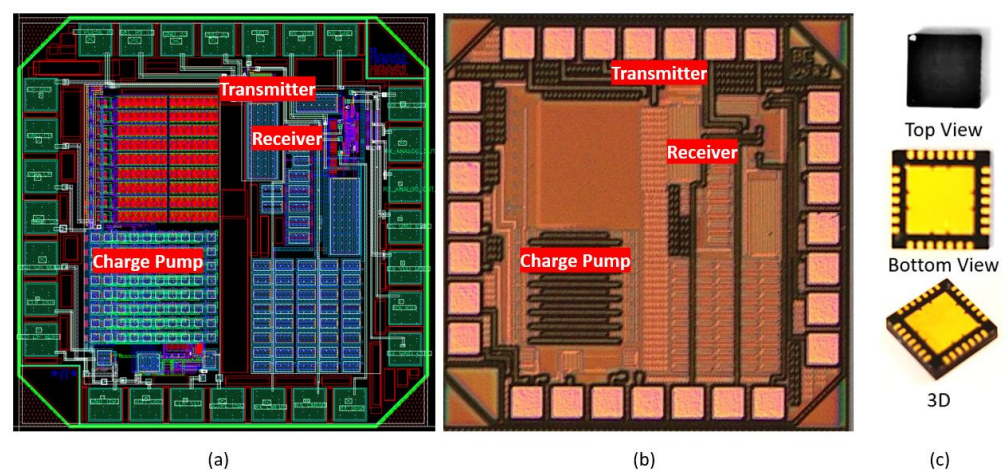 Transmitter
Receiver
Charge Pump
Transmitter
Receiver
Charge Pump
Top View
Bottom View
3D
(a)
(b)
(c)